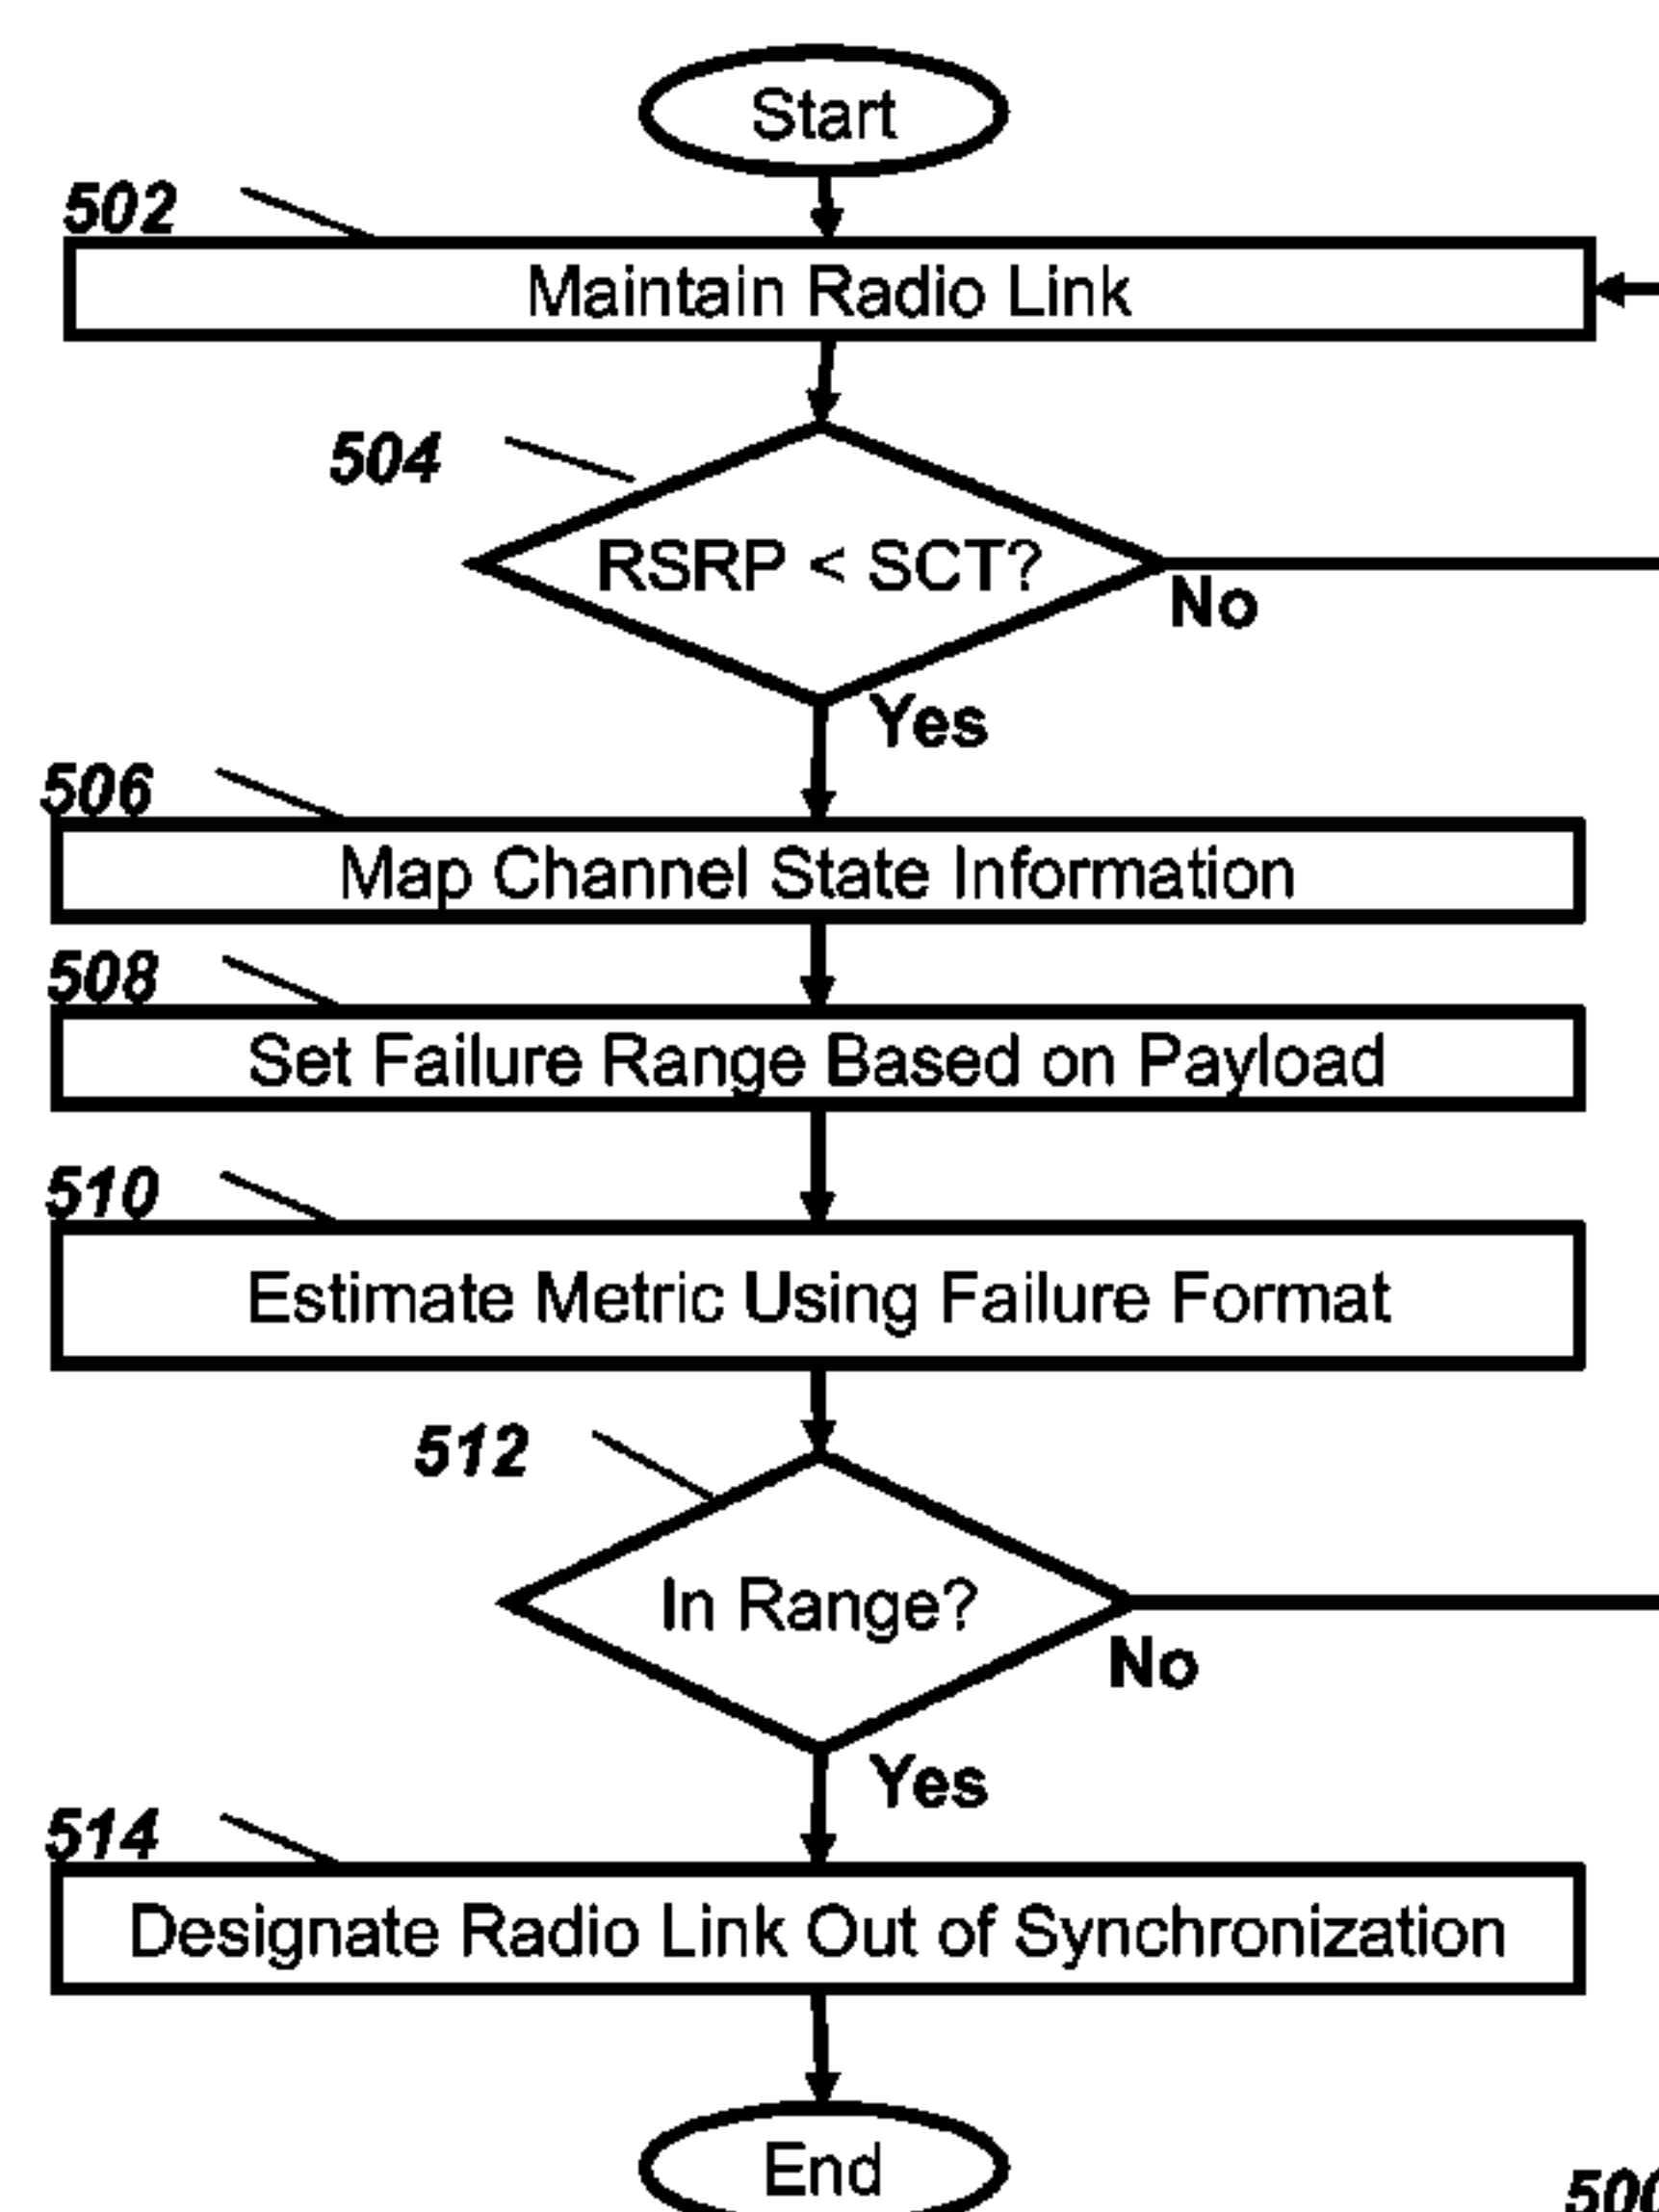 Start
502
Maintain Radio Link
504
RSRP < SCT?
No
Yes
506
Map Channel State Information
508
Set Failure Range Based on Payload
510
Estimate Metric Using Failure Format
512
In Range?
No
Yes
514
Designate Radio Link Out of Synchronization
End